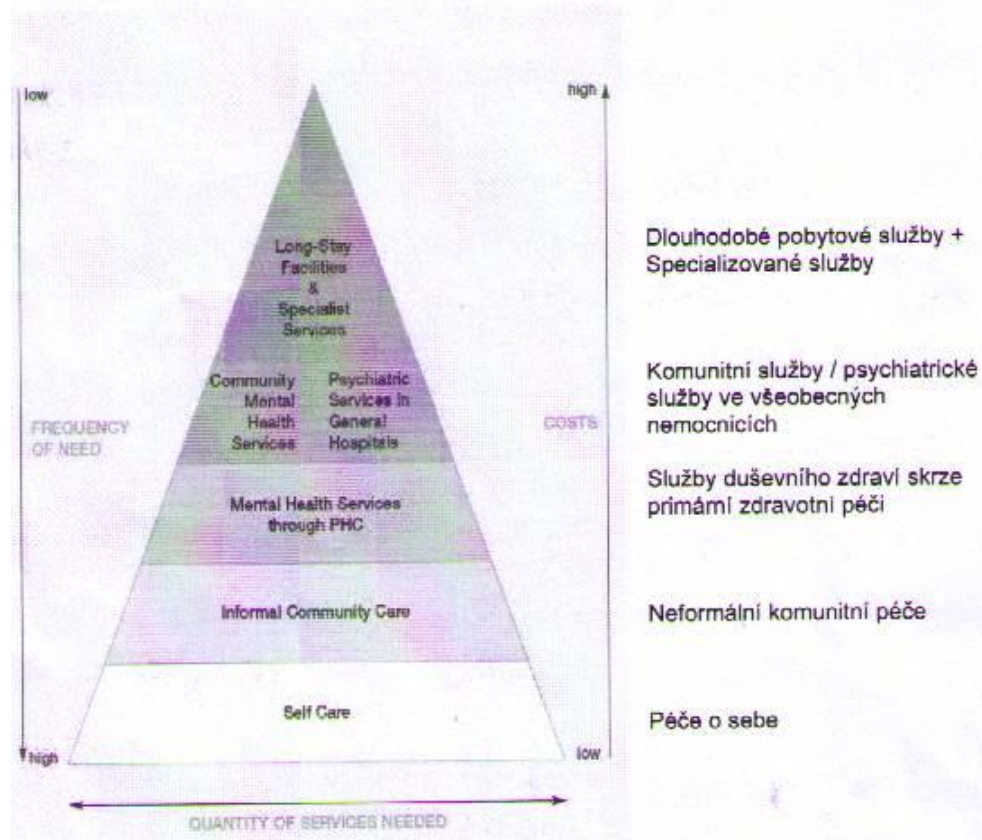 low
high
Long-Stay
Facilities
&
Specialist
Services
Dlouhodobé pobytové služby +
Specializované služby
Community
Mental
Health
Services
Psychiatric
Services in
General
Hospitals
Komunitní služby / psychiatrické
služby ve všeobecných
nemocnicích
FREQUENCY
OF NEED
COSTS
Mental Health Services
through PHC
Služby duševního zdraví skrze
primární zdravotní péči
Informal Community Care
Neformální komunitní péče
Self Care
Péče o sebe
high
low
QUANTITY OF SERVICES NEEDED